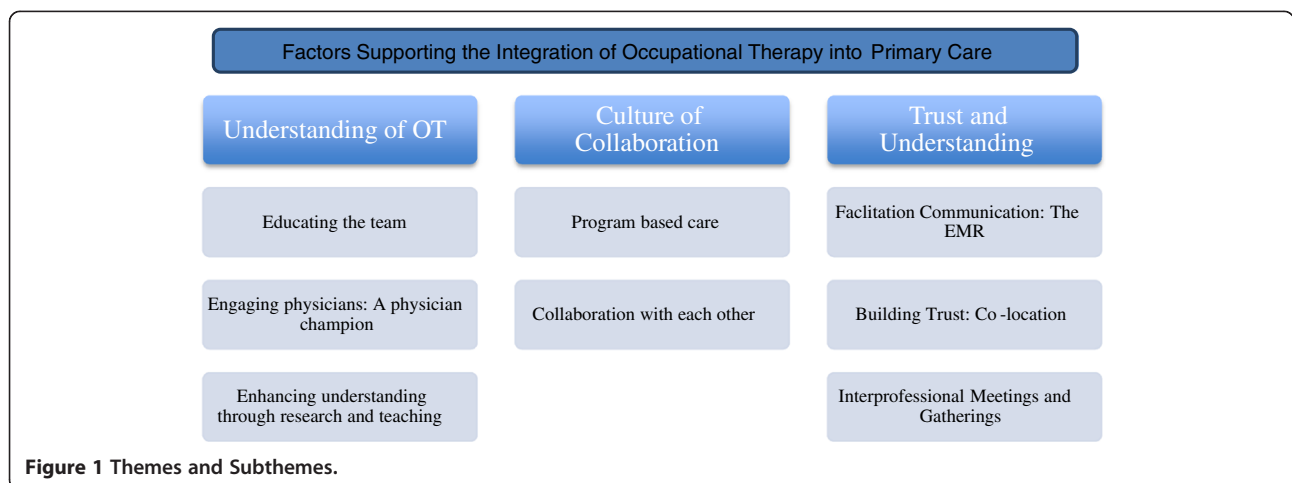 Factors Supporting the Integration of Occupational Therapy into Primary Care
Understanding of OT
Educating the team
Engaging physicians: A physician
champion
Enhancing understanding
through research and teaching
Culture of
Collaboration
Program based care
Collaboration with each other
Trust and
Understanding
Faclitation Communication: The
EMR
Building Trust: Co -location
Interprofessional Meetings and
Gatherings
Figure 1 Themes and Subthemes.